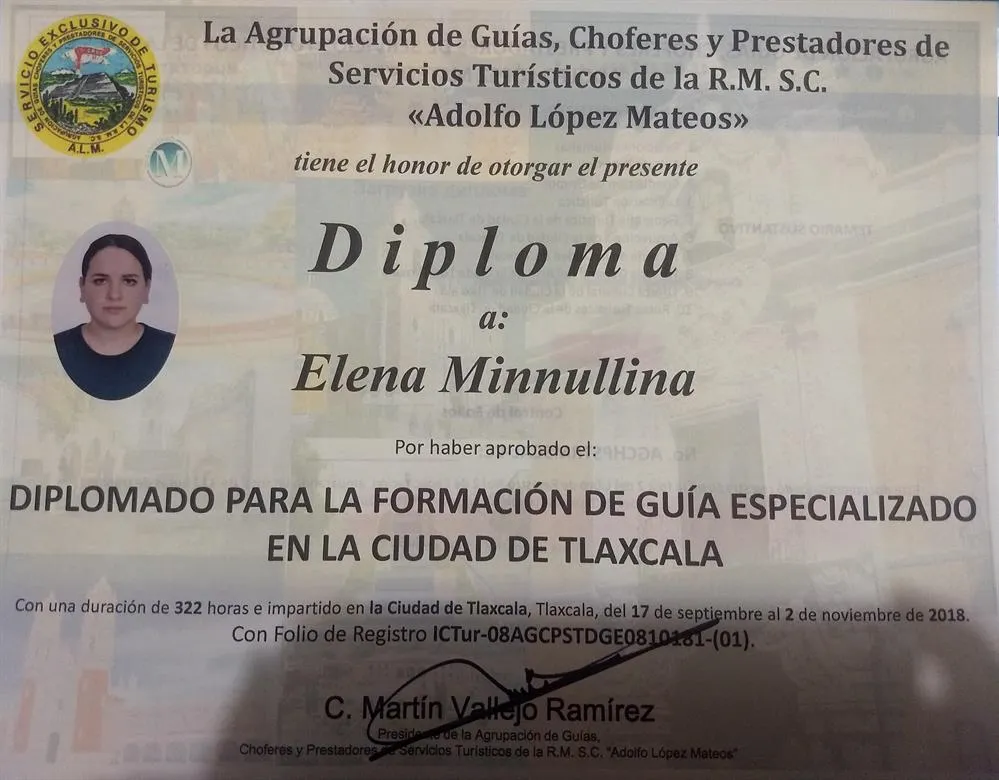 La Agrupación de Guías, Choferes y Prestadores de
Servicios Turísticos de la R.M. S.C.
«Adolfo López Mateos»
SERVICIO EXCLUSIVO DE TURISMO
A.L.M.
M
tiene el honor de otorgar el presente
Diploma
a:
Elena Minnullina
Por haber aprobado el:
DIPLOMADO PARA LA FORMACIÓN DE GUÍA ESPECIALIZADO
EN LA CIUDAD DE TLAXCALA
Con una duración de 322 horas e impartido en la Ciudad de Tlaxcala, Tlaxcala, del 17 de septiembre al 2 de noviembre de 2018.
Con Folio de Registro ICTur-08AGCPSTDGE0810181-(01).
C. Martín Vallejo Ramírez
Presidente de la Agrupación de Guías,
Choferes y Prestadores de Servicios Turísticos de la R.M. S.C. "Adolfo López Mateos"